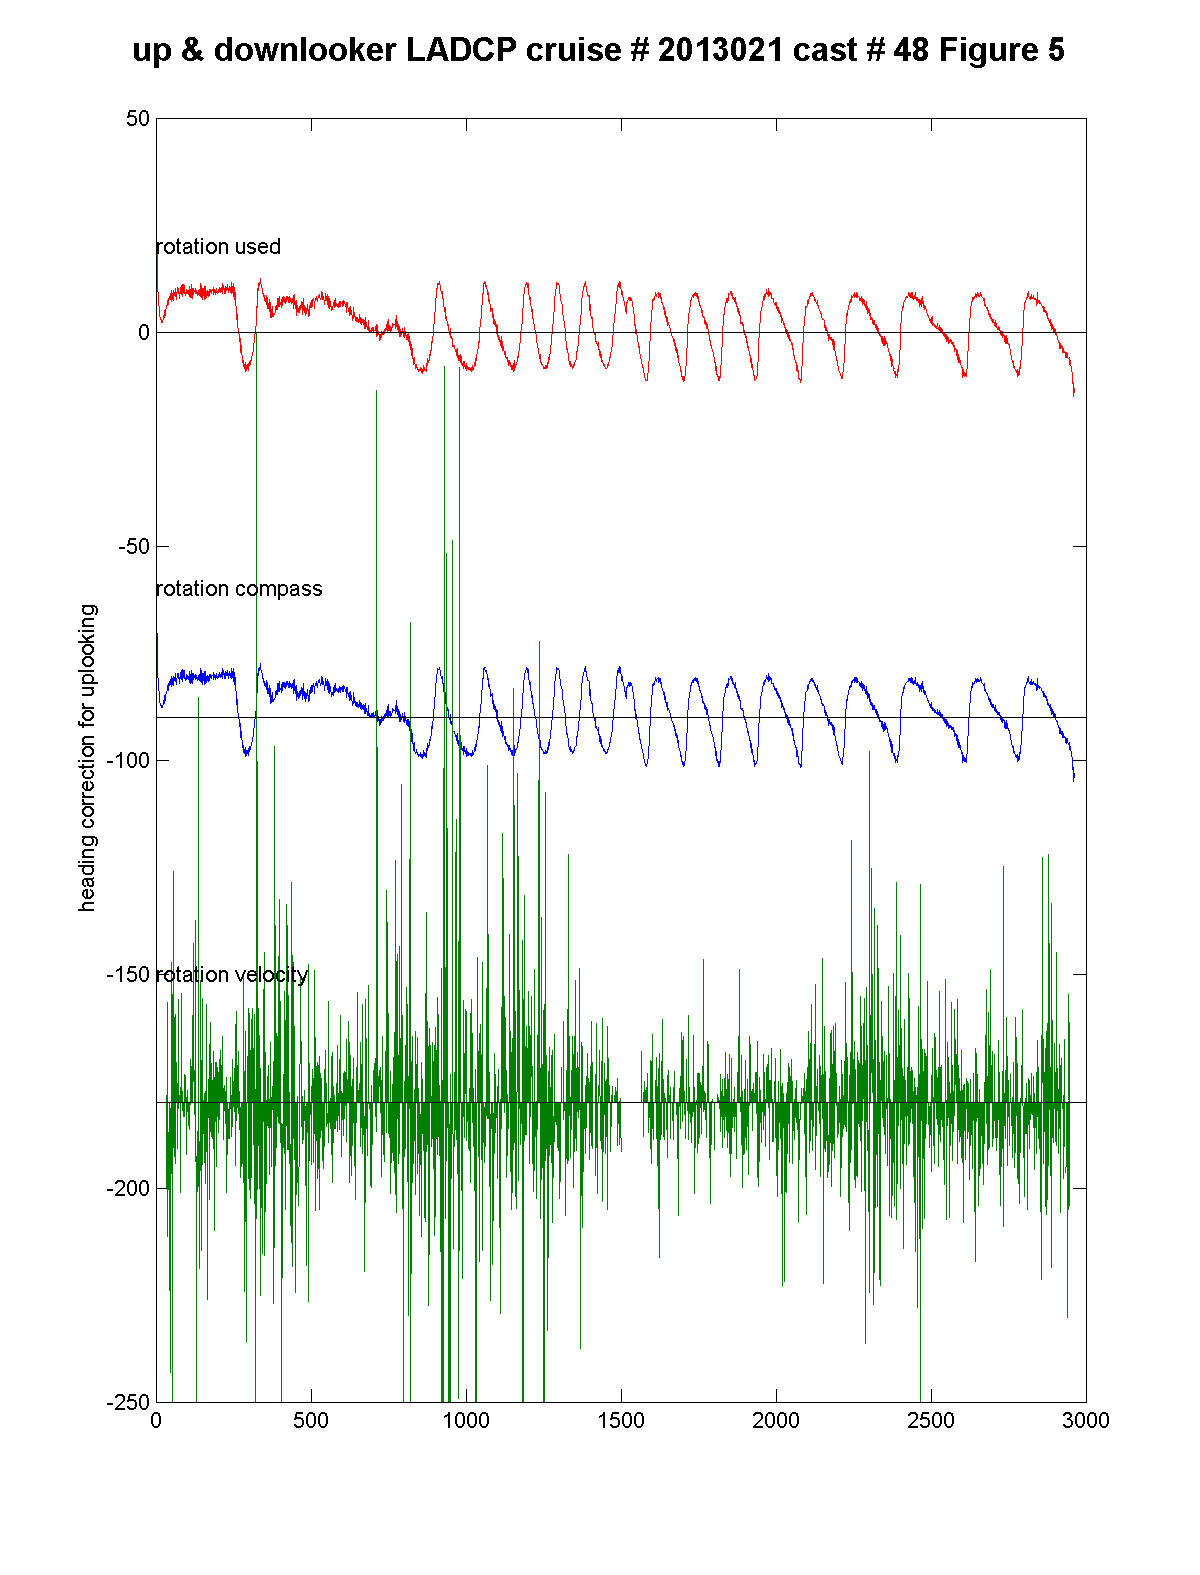 up & downlooker LADCP cruise # 2013021 cast # 48 Figure 5
50
rotation used
0
-50
rotation compass
heading correction for uplooking
-100
-150
rotation velocity
-200
-250
0 500 1000 1500 2000 2500 3000